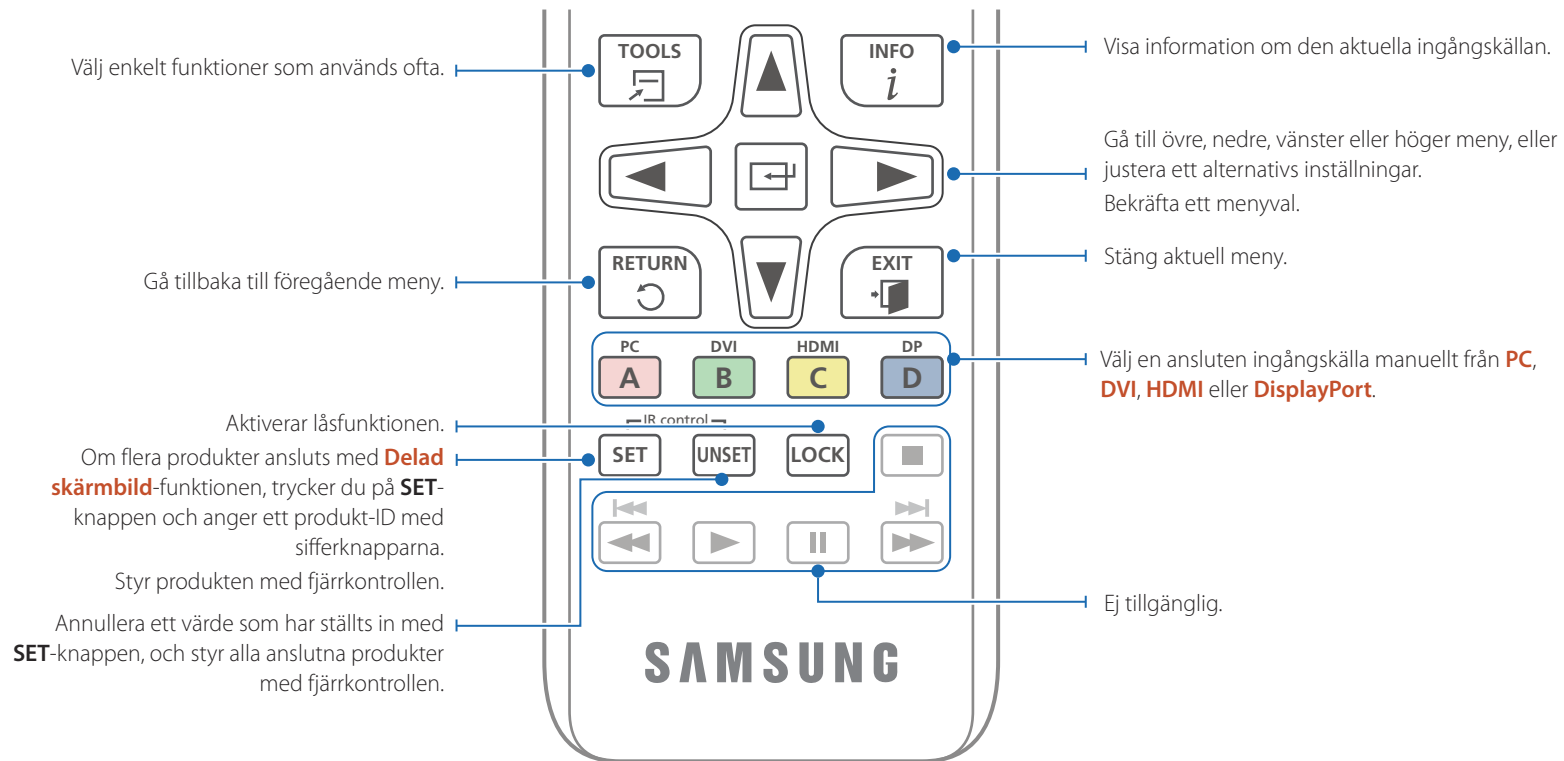 TOOLS
INFO
i
Välj enkelt funktioner som används ofta.
Visa information om den aktuella ingångskällan.
Gå till övre, nedre, vänster eller höger meny, eller
justera ett alternativs inställningar.
Bekräfta ett menyval.
RETURN
EXIT
Gå tillbaka till föregående meny.
Stäng aktuell meny.
PC DVI HDMI DP
A B C D
Välj en ansluten ingångskälla manuellt från PC,
DVI, HDMI eller DisplayPort.
Aktiverar låsfunktionen.
IR control
SET UNSET LOCK
Om flera produkter ansluts med Delad
skärmbild-funktionen, trycker du på SET-
knappen och anger ett produkt-ID med
sifferknapparna.
Styr produkten med fjärrkontrollen.
Ej tillgänglig.
Annullera ett värde som har ställts in med
SET-knappen, och styr alla anslutna produkter
med fjärrkontrollen.
SAMSUNG